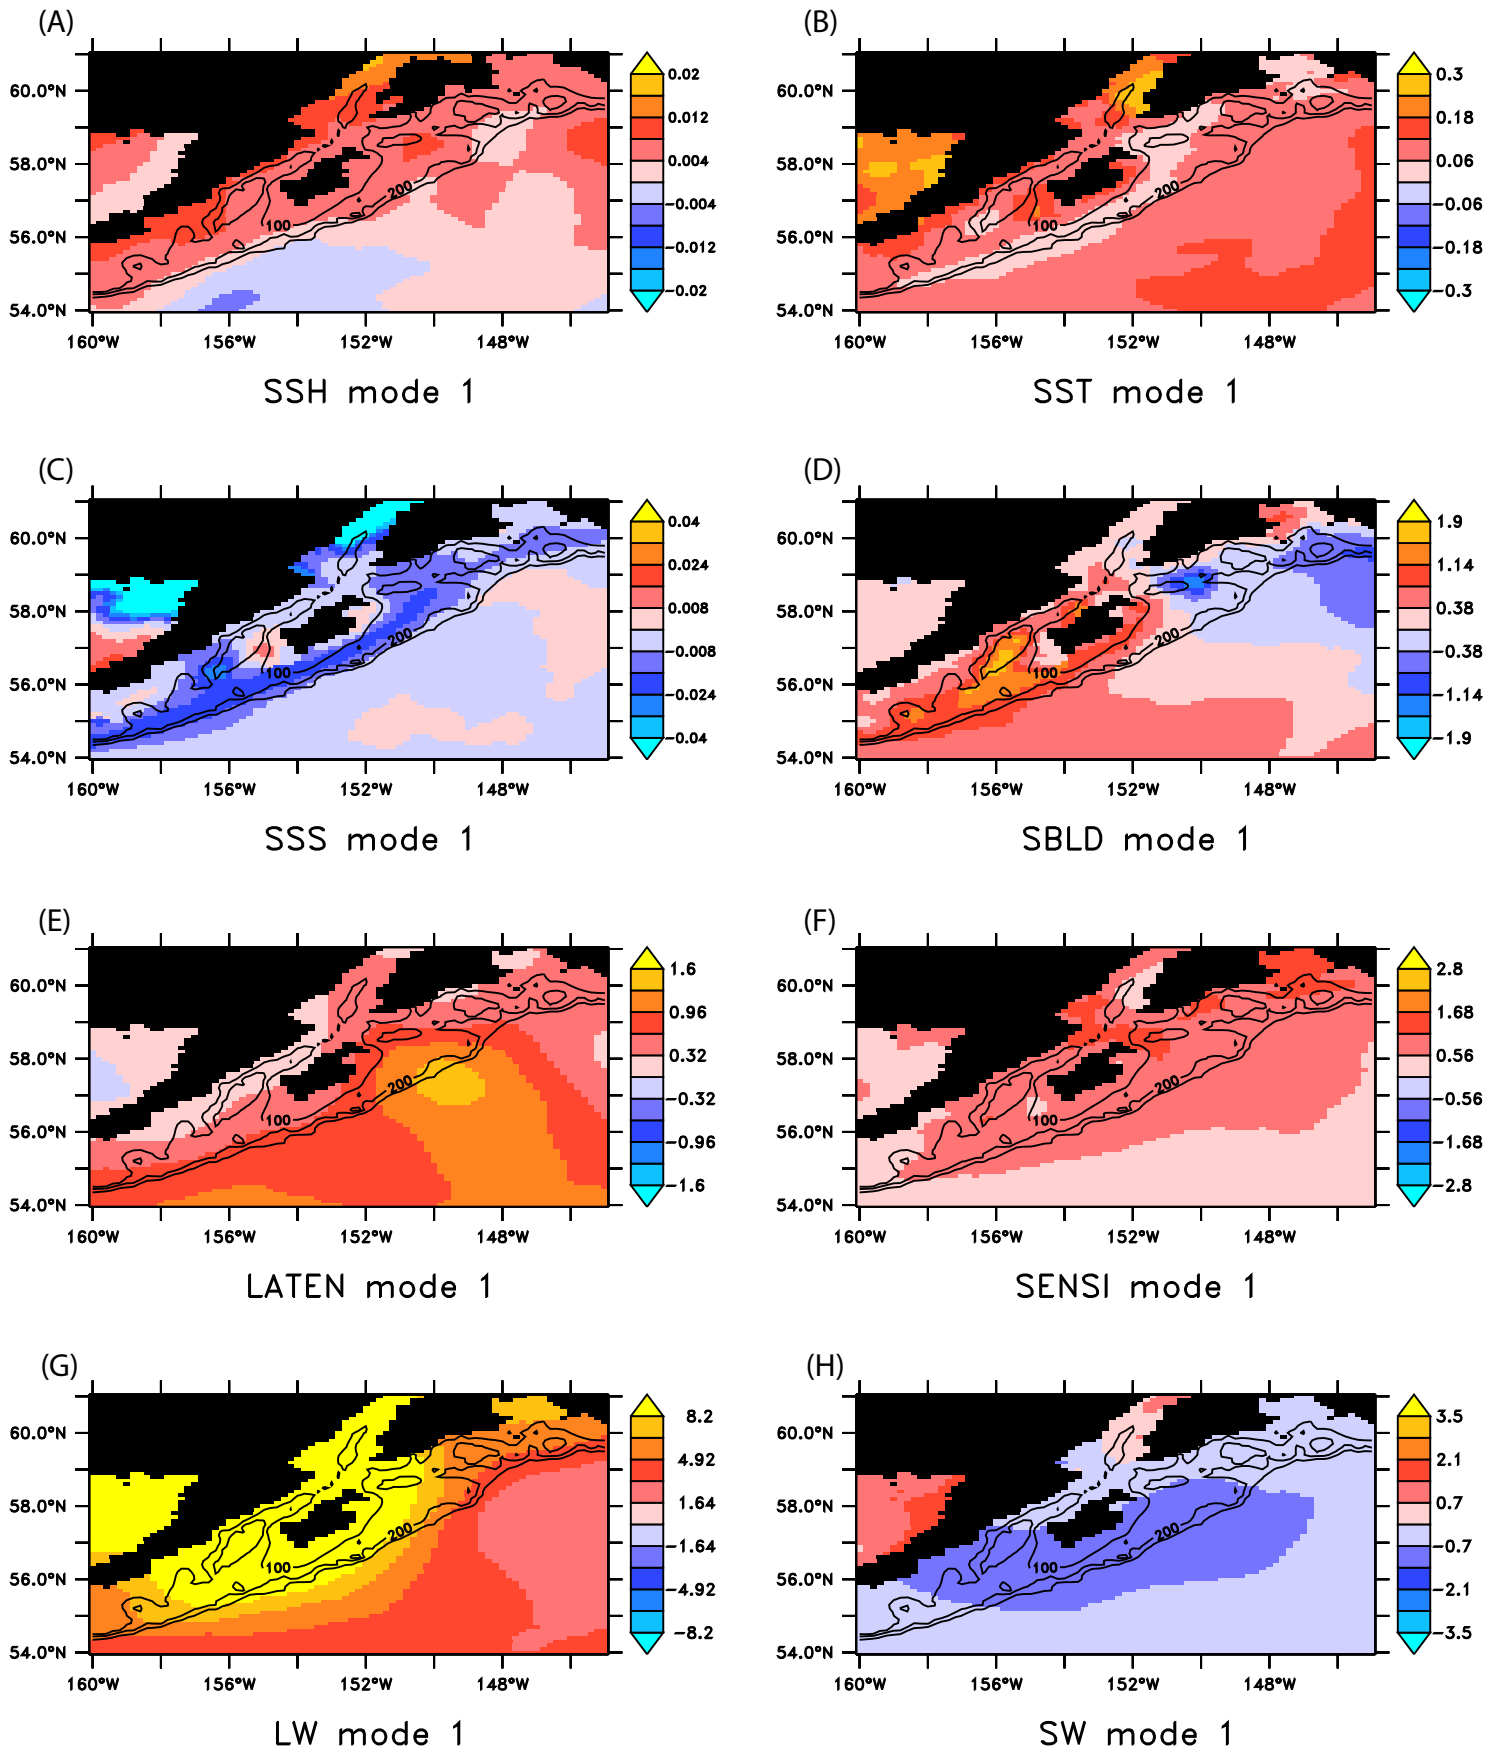 (A)
(B)
60.0°N
58.0°N
56.0°N
54.0°N
160°W 156°W 152°W 148°W
100
200
0.02
0.012
0.004
-0.004
-0.012
-0.02
SSH mode 1
60.0°N
58.0°N
56.0°N
54.0°N
160°W 156°W 152°W 148°W
100
200
0.3
0.18
0.06
-0.06
-0.18
-0.3
SST mode 1
(C)
(D)
60.0°N
58.0°N
56.0°N
54.0°N
160°W 156°W 152°W 148°W
100
200
0.04
0.024
0.008
-0.008
-0.024
-0.04
SSS mode 1
60.0°N
58.0°N
56.0°N
54.0°N
160°W 156°W 152°W 148°W
100
200
1.9
1.14
0.38
-0.38
-1.14
-1.9
SBLD mode 1
(E)
(F)
60.0°N
58.0°N
56.0°N
54.0°N
160°W 156°W 152°W 148°W
100
200
1.6
0.96
0.32
-0.32
-0.96
-1.6
LATEN mode 1
60.0°N
58.0°N
56.0°N
54.0°N
160°W 156°W 152°W 148°W
100
200
2.8
1.68
0.56
-0.56
-1.68
-2.8
SENSI mode 1
(G)
(H)
60.0°N
58.0°N
56.0°N
54.0°N
160°W 156°W 152°W 148°W
100
200
8.2
4.92
1.64
-1.64
-4.92
-8.2
LW mode 1
60.0°N
58.0°N
56.0°N
54.0°N
160°W 156°W 152°W 148°W
100
200
3.5
2.1
0.7
-0.7
-2.1
-3.5
SW mode 1